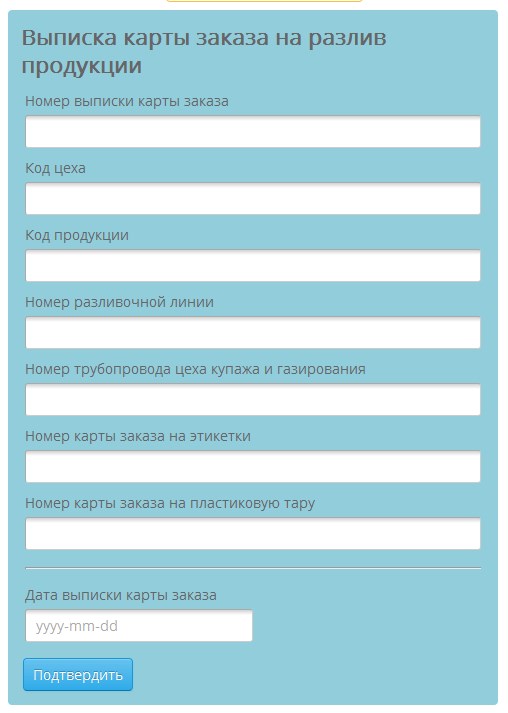 Выписка карты заказа на разлив
продукции
Номер выписки карты заказа
Код цеха
Код продукции
Номер разливочной линии
Номер трубопровода цеха купажа и газирования
Номер карты заказа на этикетки
Номер карты заказа на пластиковую тару
Дата выписки карты заказа
yyyy-mm-dd
Подтвердить